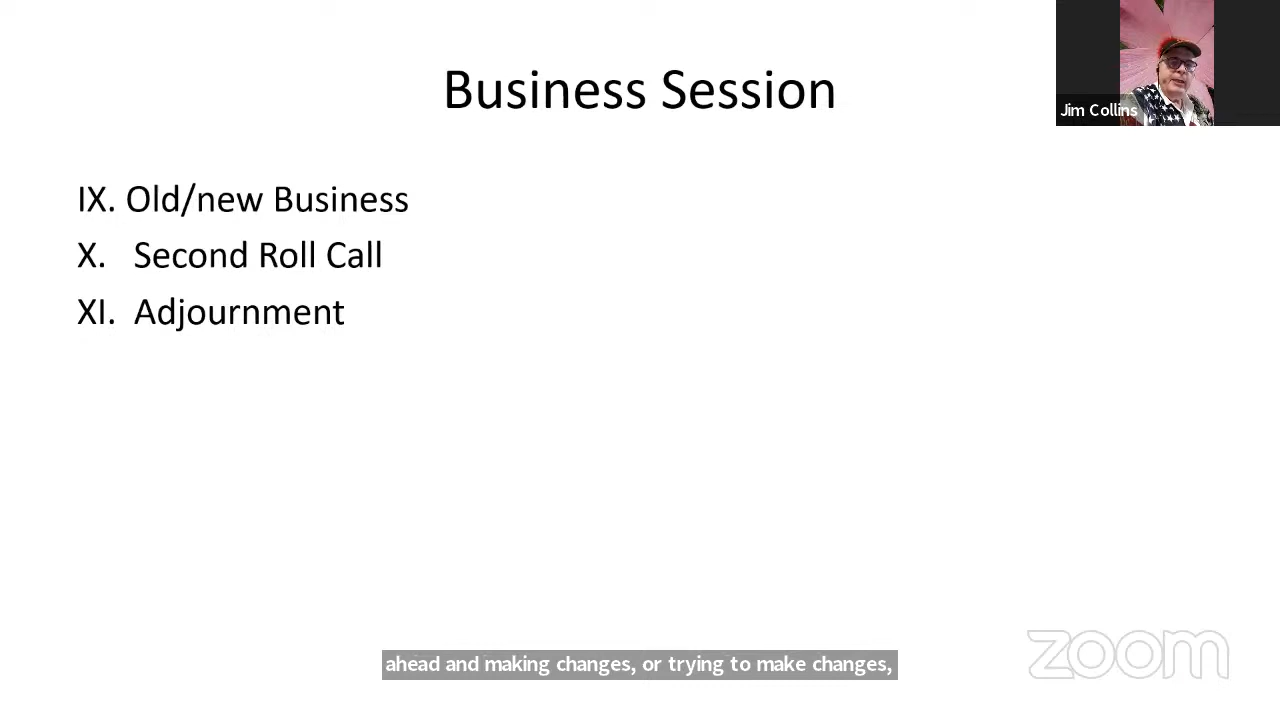 Business Session
Jim Collins
IX. Old/new Business
X. Second Roll Call
XI. Adjournment
ahead and making changes, or trying to make changes,
zoom